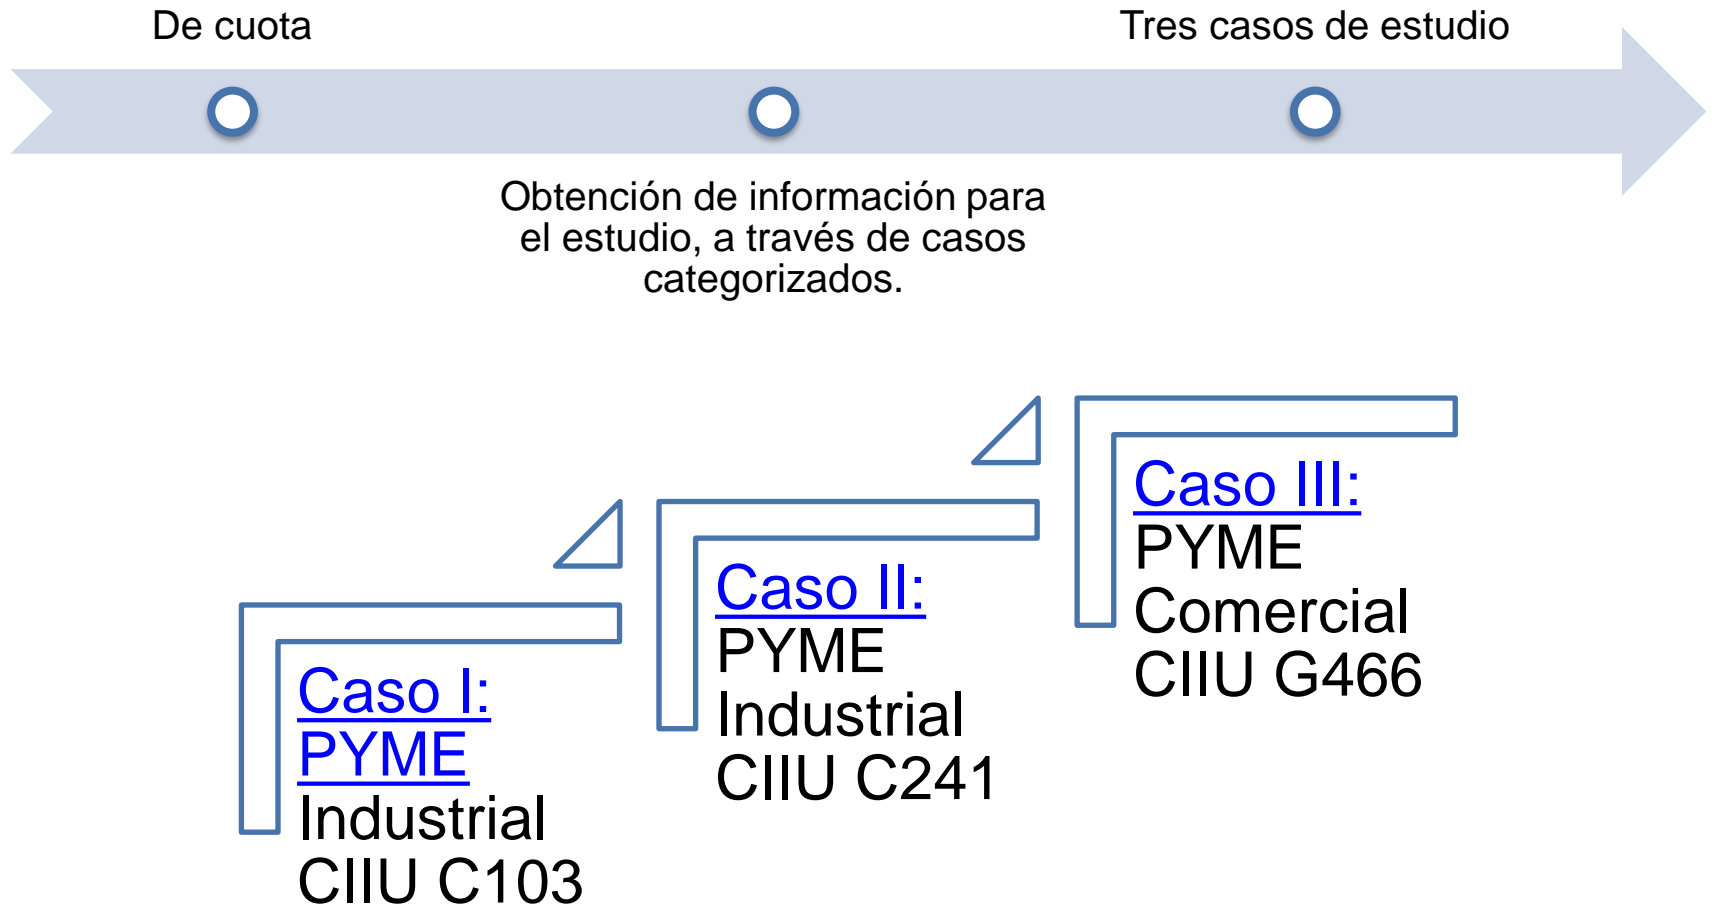 De cuota
Tres casos de estudio
Obtención de información para
el estudio, a través de casos
categorizados.
Caso I:
PYME
Industrial
CIIU C103
Caso II:
PYME
Industrial
CIIU C241
Caso III:
PYME
Comercial
CIIU G466